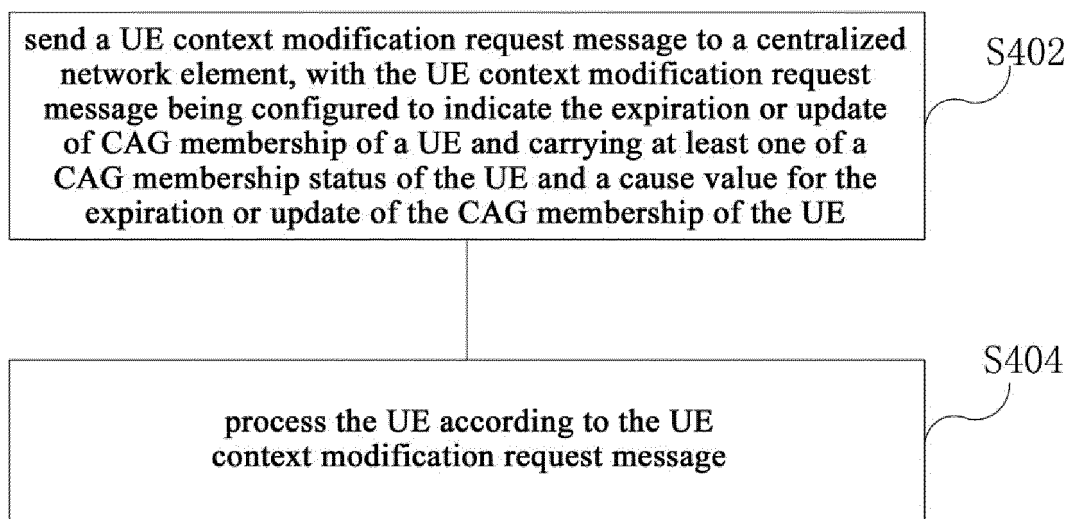 send a UE context modification request message to a centralized
network element, with the UE context modification request
message being configured to indicate the expiration or update
of CAG membership of a UE and carrying at least one of a
CAG membership status of the UE and a cause value for the
expiration or update of the CAG membership of the UE
S402
process the UE according to the UE
context modification request message
S404